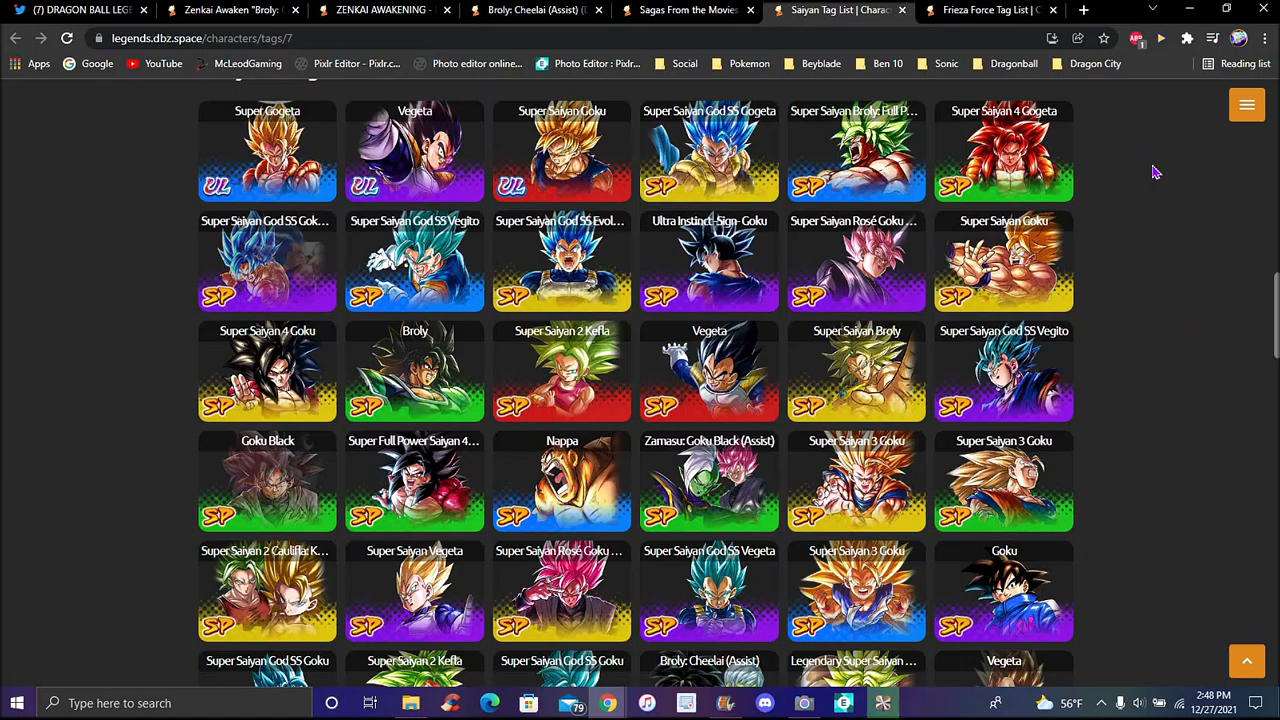 (7) DRAGON BALL LEGE
Zenkai Awaken "Broly: C
ZENKAI AWAKENING -
Broly: Cheelai (Assist) (D
Sagas From the Movies
Saiyan Tag List | Charac
Frieza Force Tag List | C
legends.dbz.space/characters/tags/7
ABP
1
Apps
Google
YouTube
McLeodGaming
Pixlr Editor - Pixlr.c...
Photo editor online...
Photo Editor : Pixlr...
Social
Pokemon
Beyblade
Ben 10
Sonic
Dragonball
Dragon City
Reading list
Super Gogeta
Vegeta
Super Saiyan Goku
Super Saiyan God SS Gogeta
Super Saiyan Broly: Full P...
Super Saiyan 4 Gogeta
UL
UL
UL
SP
SP
SP
Super Saiyan God SS Gok...
Super Saiyan God SS Vegito
Super Saiyan God SS Evol...
Ultra Instinct -Sign- Goku
Super Saiyan Rosé Goku ...
Super Saiyan Goku
SP
SP
SP
SP
SP
SP
Super Saiyan 4 Goku
Broly
Super Saiyan 2 Kefla
Vegeta
Super Saiyan Broly
Super Saiyan God SS Vegito
SP
SP
SP
SP
SP
SP
Goku Black
Super Full Power Saiyan 4...
Nappa
Zamasu: Goku Black (Assist)
Super Saiyan 3 Goku
Super Saiyan 3 Goku
SP
SP
SP
SP
SP
SP
Super Saiyan 2 Caulifla: K...
Super Saiyan Vegeta
Super Saiyan Rosé Goku ...
Super Saiyan God SS Vegeta
Super Saiyan 3 Goku
Goku
SP
SP
SP
SP
SP
SP
Super Saiyan God SS Goku
Super Saiyan 2 Kefla
Super Saiyan God SS Goku
Broly: Cheelai (Assist)
Legendary Super Saiyan ...
Vegeta
Type here to search
79
56°F
2:48 PM
12/27/2021